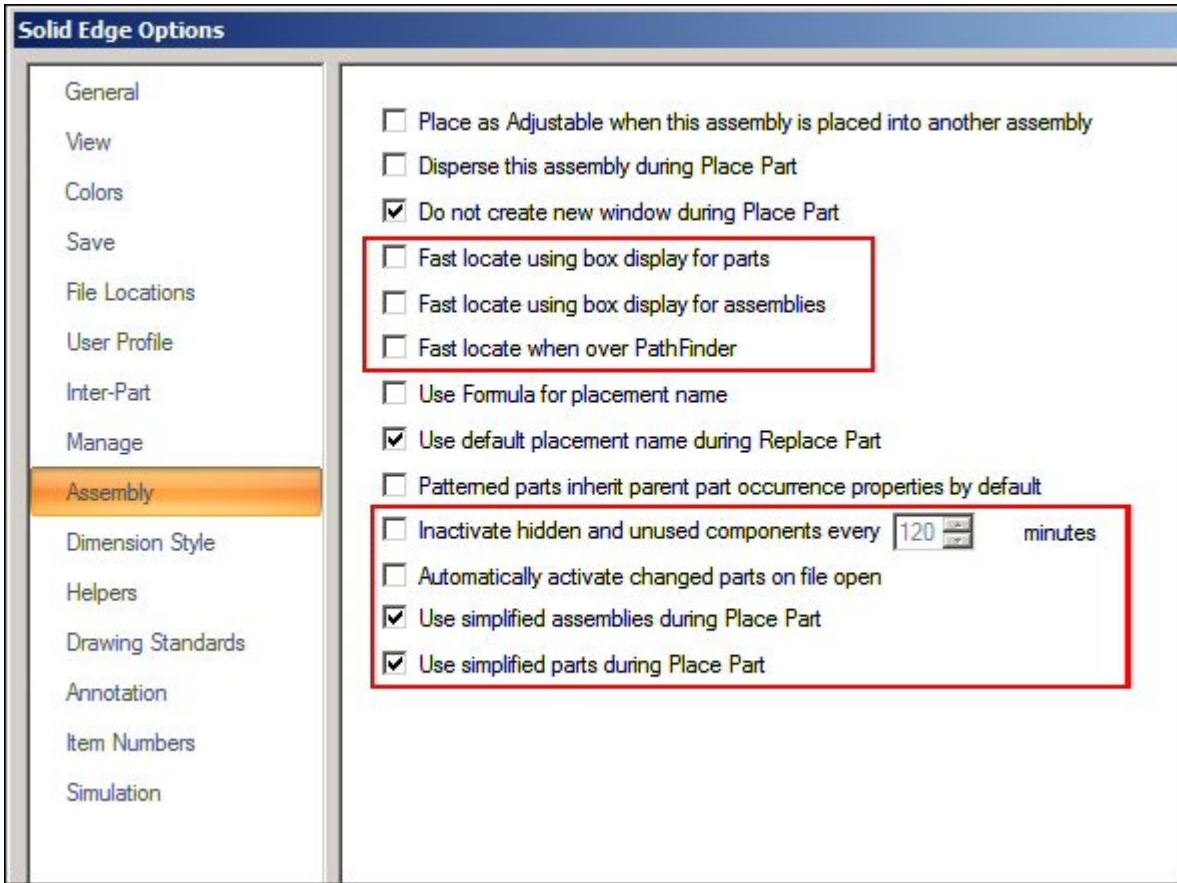 Solid Edge Options
General
View
Colors
Save
File Locations
User Profile
Inter-Part
Manage
Assembly
Dimension Style
Helpers
Drawing Standards
Annotation
Item Numbers
Simulation
Place as Adjustable when this assembly is placed into another assembly
Disperse this assembly during Place Part
Do not create new window during Place Part
Fast locate using box display for parts
Fast locate using box display for assemblies
Fast locate when over PathFinder
Use Formula for placement name
Use default placement name during Replace Part
Patterned parts inherit parent part occurrence properties by default
Inactivate hidden and unused components every 120 minutes
Automatically activate changed parts on file open
Use simplified assemblies during Place Part
Use simplified parts during Place Part